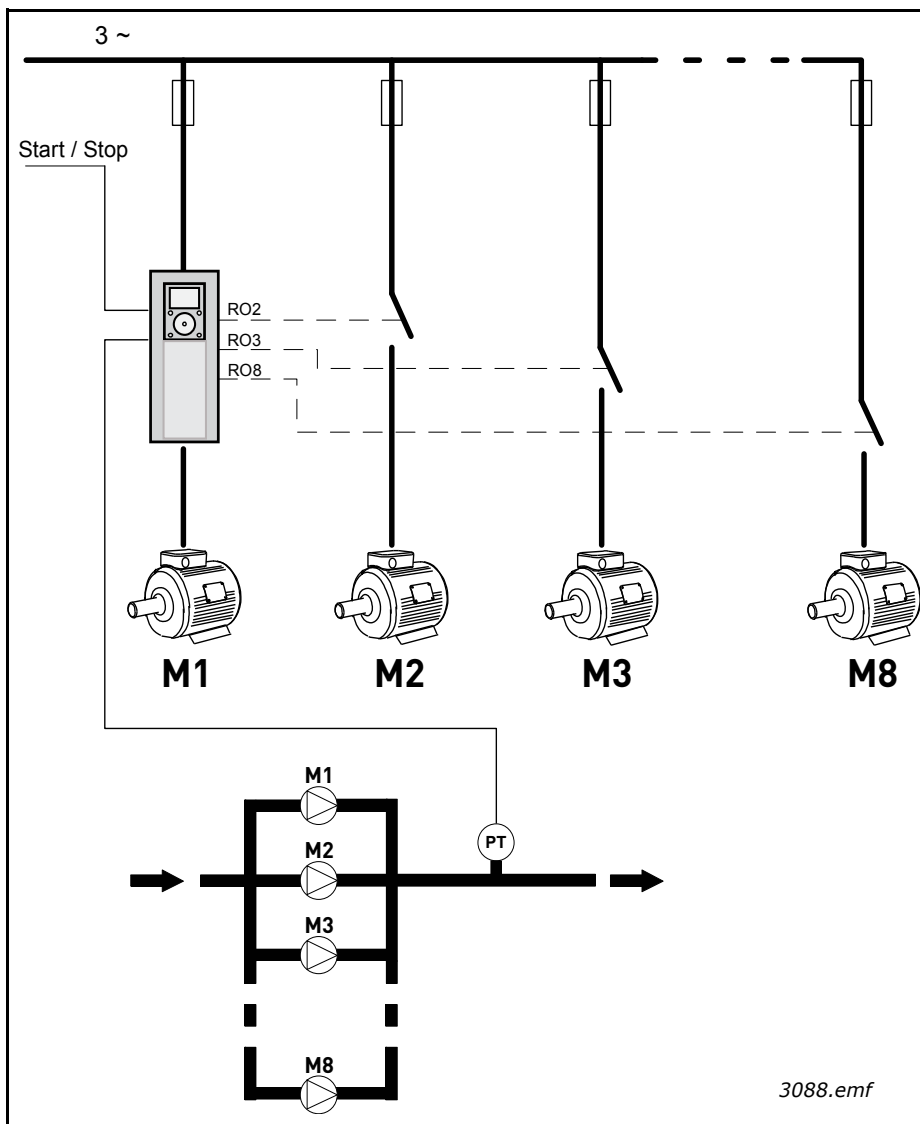 3 ~
Start / Stop
RO2
RO3
RO8
M1 M2 M3 M8
M1
PT
M2
M3
M8
3088.emf